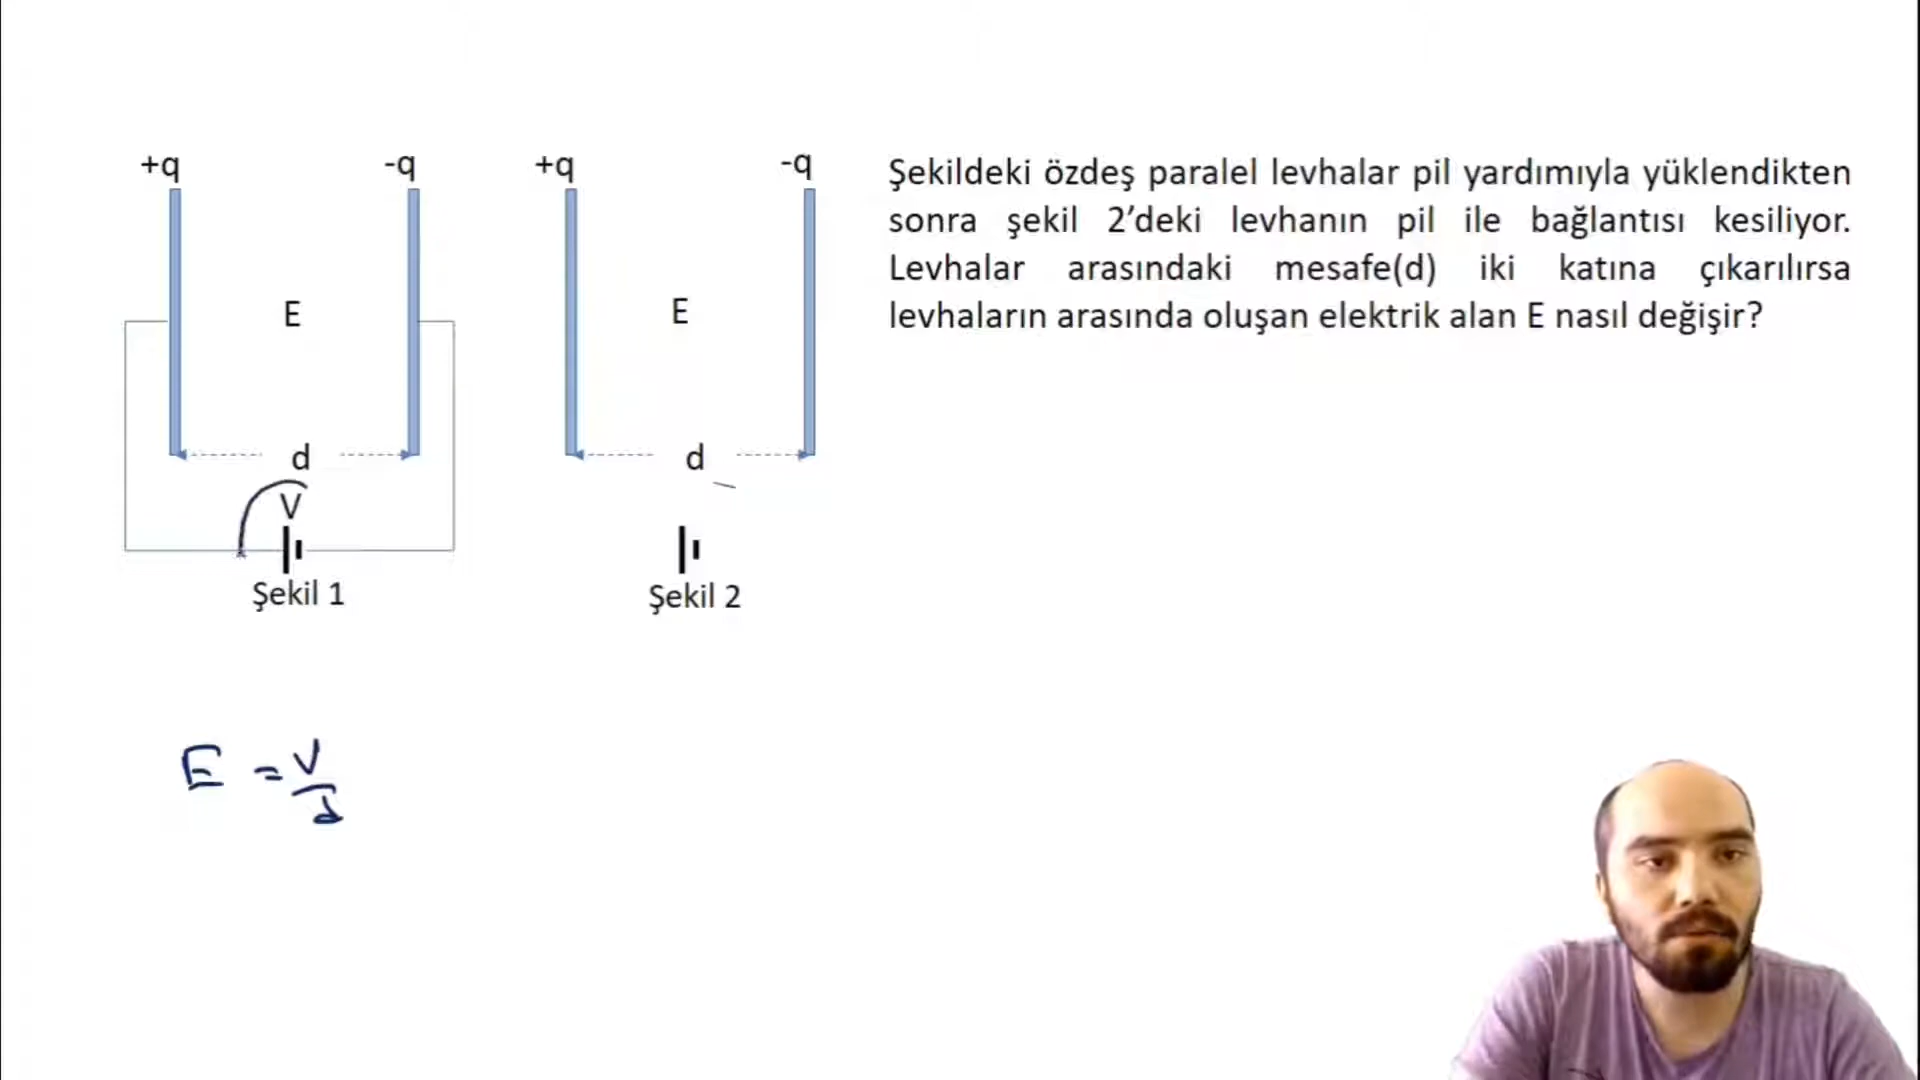 +q
-q
+q
-q
E
E
d
d
V
Şekil 1
Şekil 2
Şekildeki özdeş paralel levhalar pil yardımıyla yüklendikten
sonra şekil 2’deki levhanın pil ile bağlantısı kesiliyor.
Levhalar arasındaki mesafe(d) iki katına çıkarılırsa
levhaların arasında oluşan elektrik alan E nasıl değişir?
E = V
d